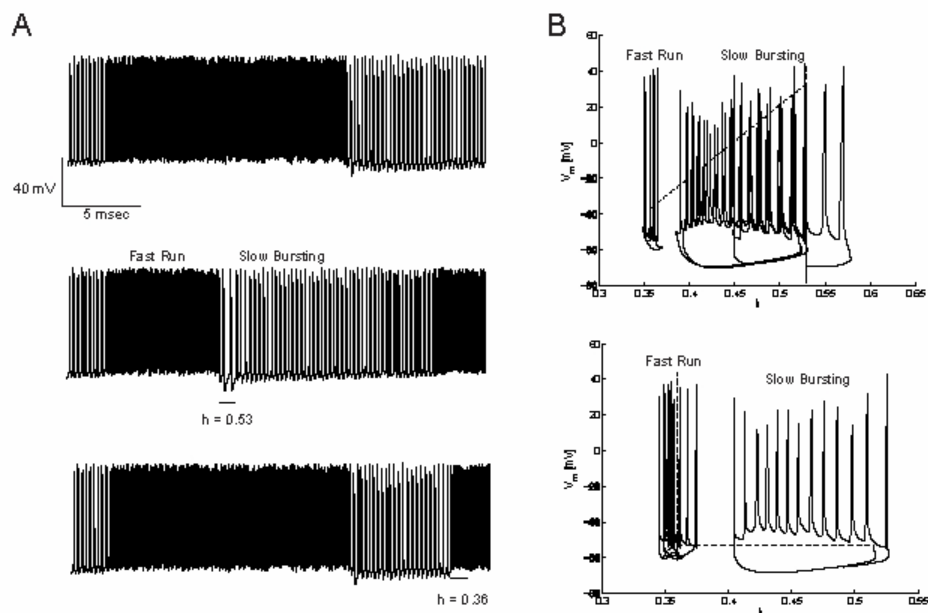 A
40 mV
5 msec
Fast Run
Slow Bursting
h = 0.53
h = 0.36
B
Fast Run
Slow Bursting
60
40
20
0
-20
-40
-60
-80
Vm [mV]
0.3
0.35
0.4
0.45
0.5
0.55
0.6
0.65
Fast Run
Slow Bursting
60
40
20
0
-20
-40
-60
-80
Vm [mV]
0.3
0.35
0.4
0.45
0.5
0.55